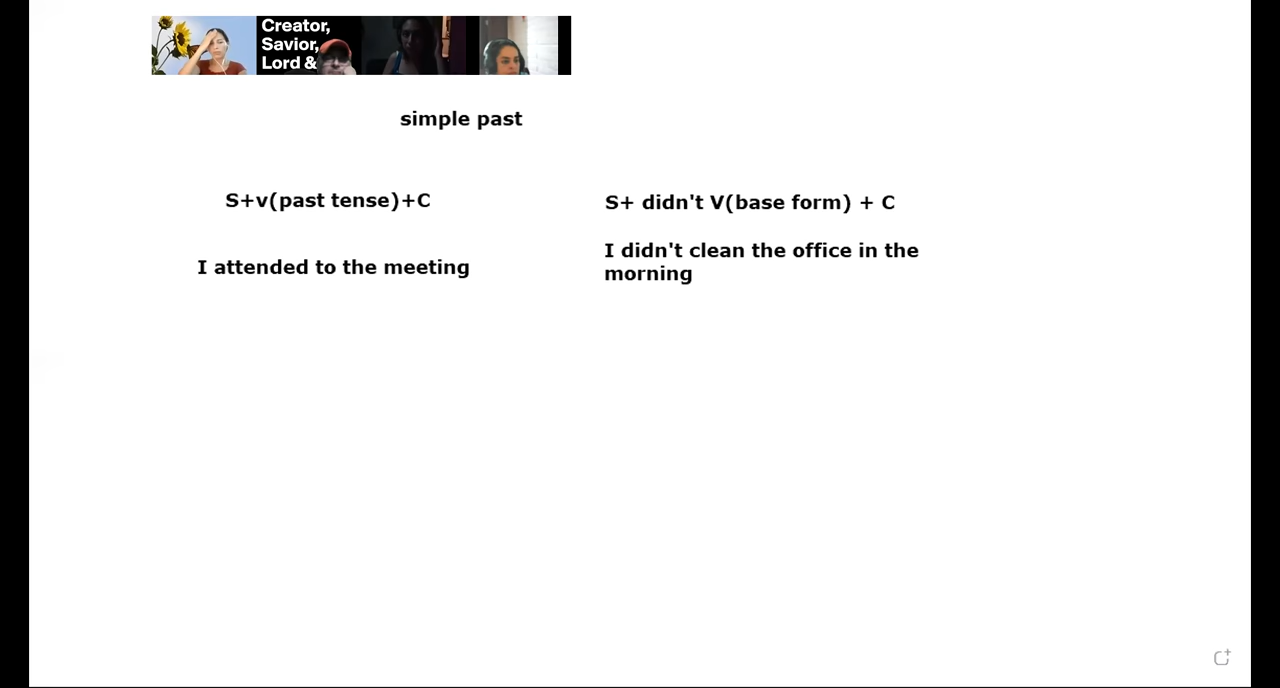 Creator,
Savior,
Lord &
simple past
S+v(past tense)+C
S+ didn't V(base form) + C
I attended to the meeting
I didn't clean the office in the
morning